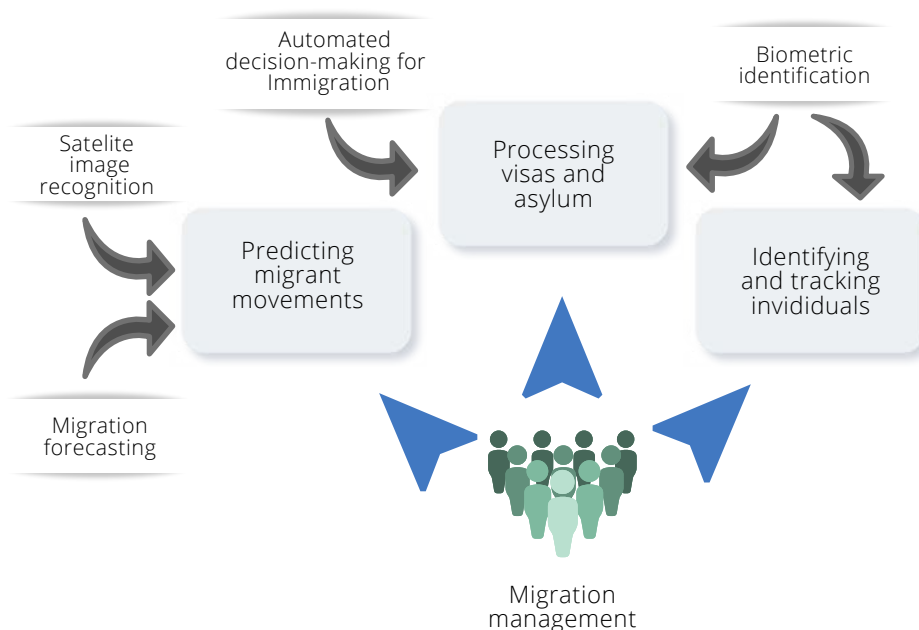 Automated
decision-making for
Immigration
Biometric
identification
Satelite
image
recognition
Processing
visas and
asylum
Predicting
migrant
movements
Identifying
and tracking
invididuals
Migration
forecasting
Migration
management